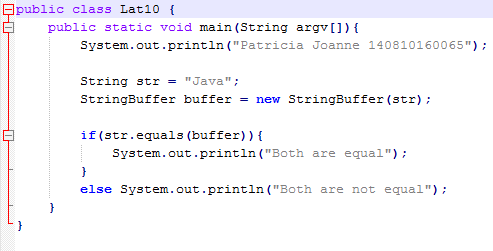 public class Lat10 {
public static void main(String argv[]){
System.out.println("Patricia Joanne 140810160065");
String str = "Java";
StringBuffer buffer = new StringBuffer(str);
if(str.equals(buffer)){
System.out.println("Both are equal");
}
else System.out.println("Both are not equal");
}
}